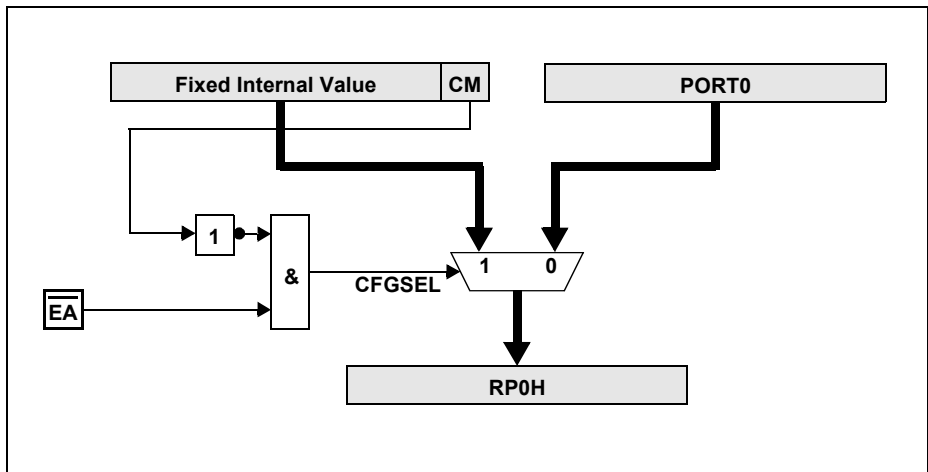 Fixed Internal Value CM PORT0
1 0
1
&
CFGSEL
EA
RP0H